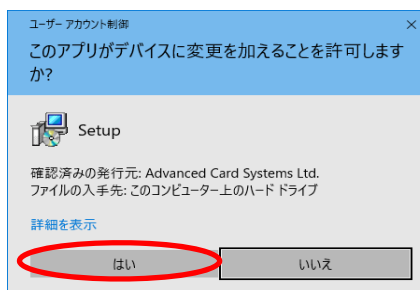 ユーザー アカウント制御
このアプリがデバイスに変更を加えることを許可します
か?
Setup
確認済みの発行元: Advanced Card Systems Ltd.
ファイルの入手先: このコンピューター上のハード ドライブ
詳細を表示
はい
いいえ